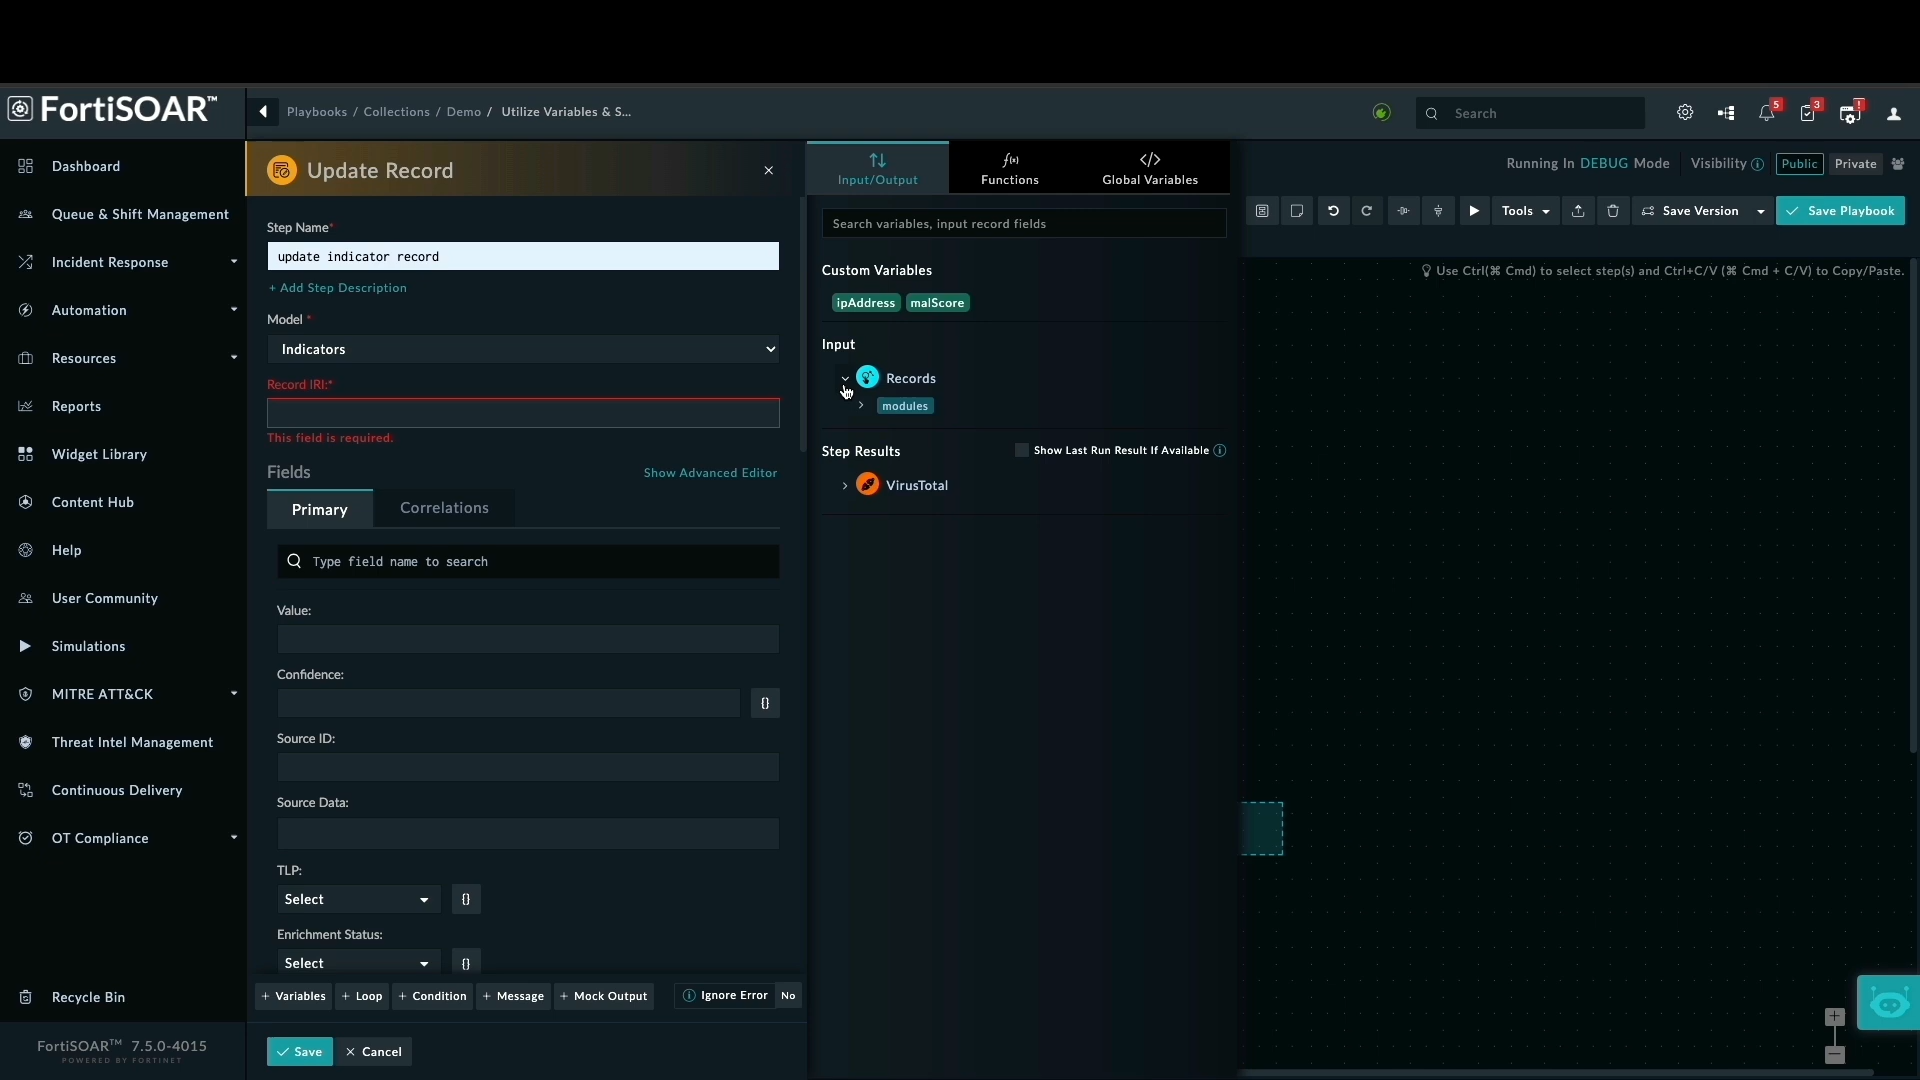 FortiSOAR™
Playbooks / Collections / Demo / Utilize Variables & S...
Search
5
3
!
Dashboard
Queue & Shift Management
Incident Response
Automation
Resources
Reports
Widget Library
Content Hub
Help
User Community
Simulations
MITRE ATT&CK
Threat Intel Management
Continuous Delivery
OT Compliance
Recycle Bin
FortiSOAR™ 7.5.0-4015
POWERED BY FORTINET
Update Record
Step Name*
update indicator record
+ Add Step Description
Model *
Indicators
Record IRI:*
This field is required.
Fields
Show Advanced Editor
Primary
Correlations
Type field name to search
Value:
Confidence:
{}
Source ID:
Source Data:
TLP:
Select
{}
Enrichment Status:
Select
{}
+ Variables
+ Loop
+ Condition
+ Message
+ Mock Output
Ignore Error
No
Save
Cancel
Input/Output
f(x)
Functions
</>
Global Variables
Search variables, input record fields
Custom Variables
ipAddress
malScore
Input
Records
modules
Step Results
Show Last Run Result If Available
VirusTotal
Running In DEBUG Mode
Visibility
Public
Private
Tools
Save Version
Save Playbook
Use Ctrl(⌘ Cmd) to select step(s) and Ctrl+C/V (⌘ Cmd + C/V) to Copy/Paste.